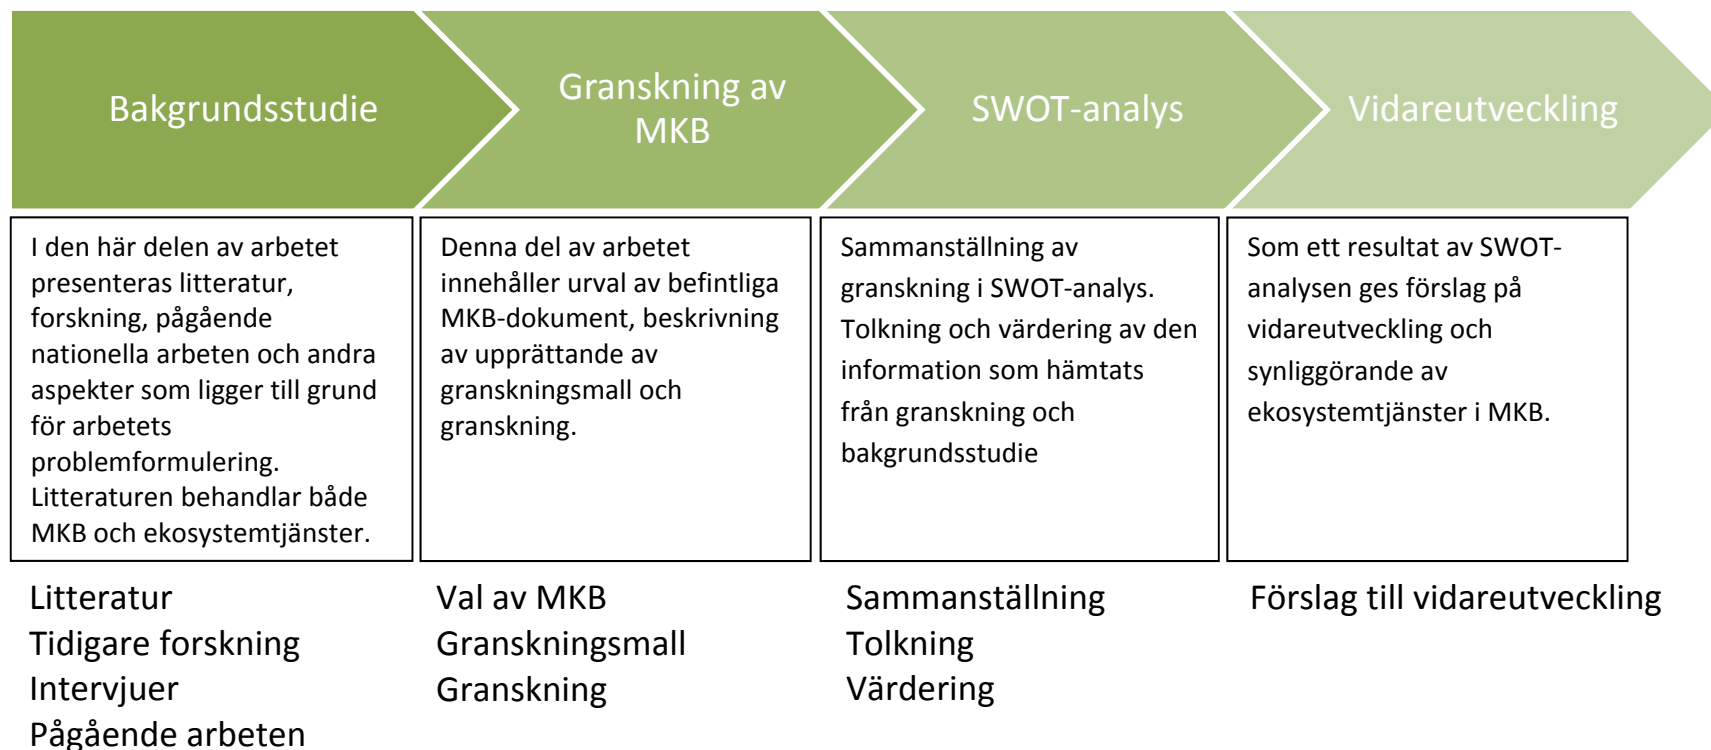 Bakgrundsstudie
Granskning av
MKB
SWOT-analys
Vidareutveckling
I den här delen av arbetet
presenteras litteratur,
forskning, pågående
nationella arbeten och andra
aspekter som ligger till grund
för arbetets
problemformulering.
Litteraturen behandlar både
MKB och ekosystemtjänster.
Denna del av arbetet
innehåller urval av befintliga
MKB-dokument, beskrivning
av upprättande av
granskningsmall och
granskning.
Sammanställning av
granskning i SWOT-analys.
Tolkning och värdering av den
information som hämtats
från granskning och
bakgrundsstudie
Som ett resultat av SWOT-
analysen ges förslag på
vidareutveckling och
synliggörande av
ekosystemtjänster i MKB.
Litteratur
Tidigare forskning
Intervjuer
Pågående arbeten
Val av MKB
Granskningsmall
Granskning
Sammanställning
Tolkning
Värdering
Förslag till vidareutveckling